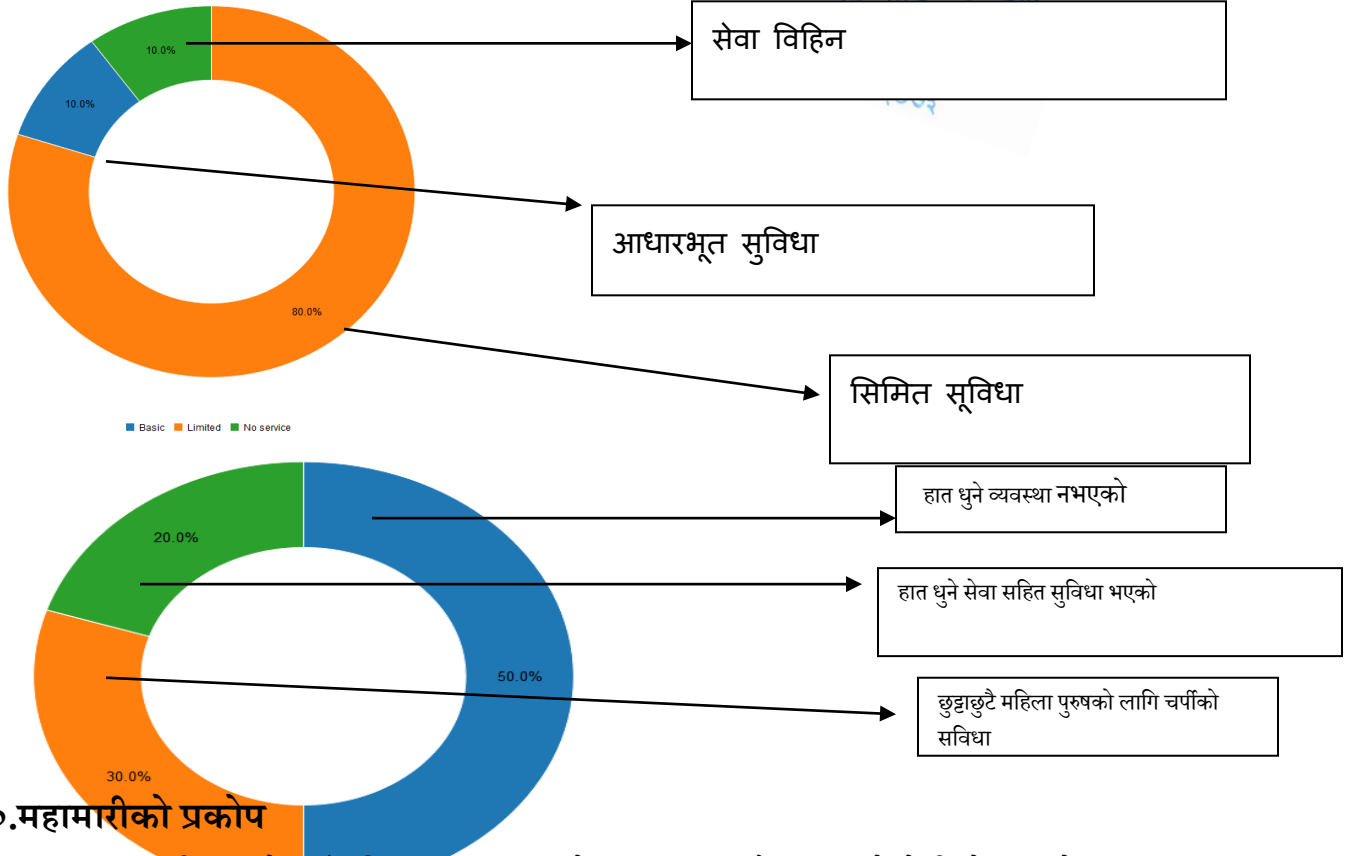 सेवा विहिन
10.0%
10.0%
आधारभूत सुविधा
80.0%
सिमित सूविधा
Basic Limited No service
हात धुने व्यवस्था नभएको
20.0%
हात धुने सेवा सहित सुविधा भएको
50.0%
छुट्टाछुटै महिला पुरुषको लागि चर्पीको
सविधा
30.0%
.महामारीको प्रकोप